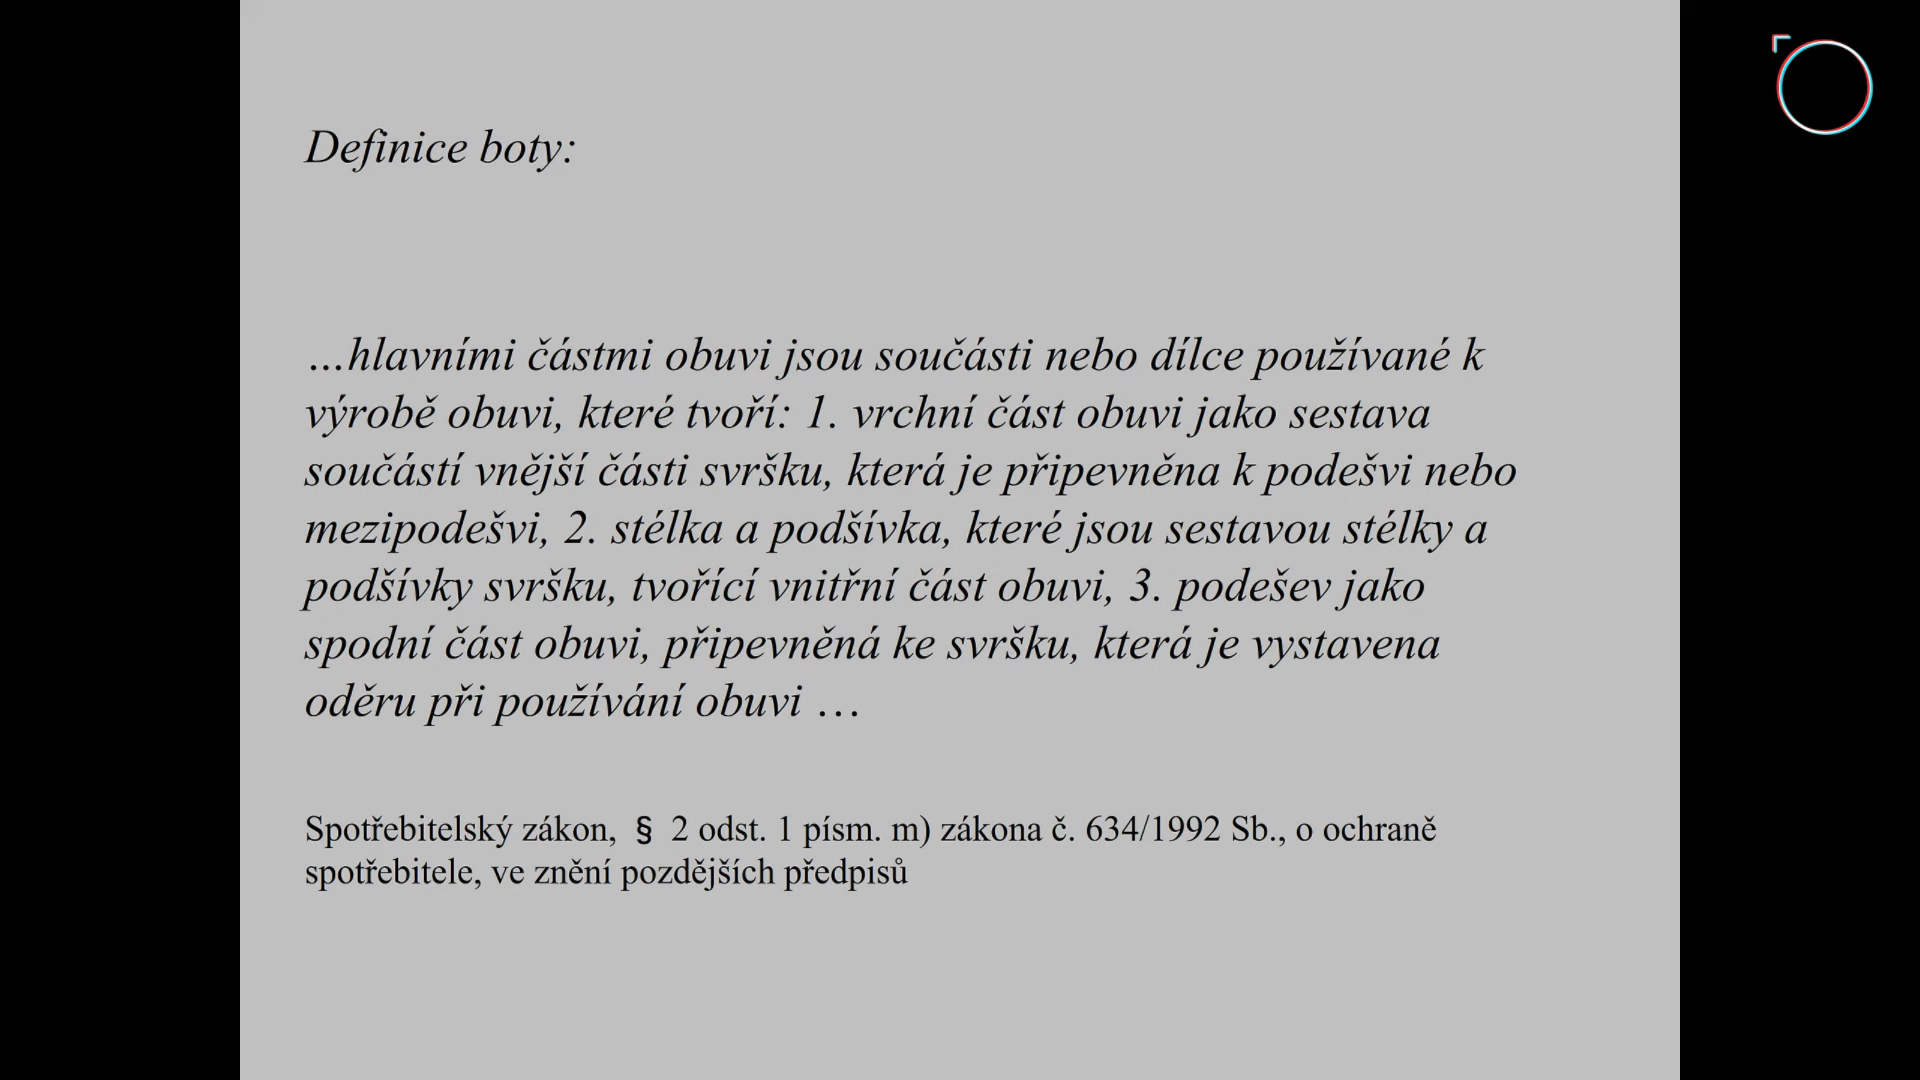 Definice boty:
…hlavními částmi obuvi jsou součásti nebo dílce používané k
výrobě obuvi, které tvoří: 1. vrchní část obuvi jako sestava
součástí vnější části svršku, která je připevněna k podešvi nebo
mezipodešvi, 2. stélka a podšívka, které jsou sestavou stélky a
podšívky svršku, tvořící vnitřní část obuvi, 3. podešev jako
spodní část obuvi, připevněná ke svršku, která je vystavena
oděru při používání obuvi …
Spotřebitelský zákon, § 2 odst. 1 písm. m) zákona č. 634/1992 Sb., o ochraně
spotřebitele, ve znění pozdějších předpisů